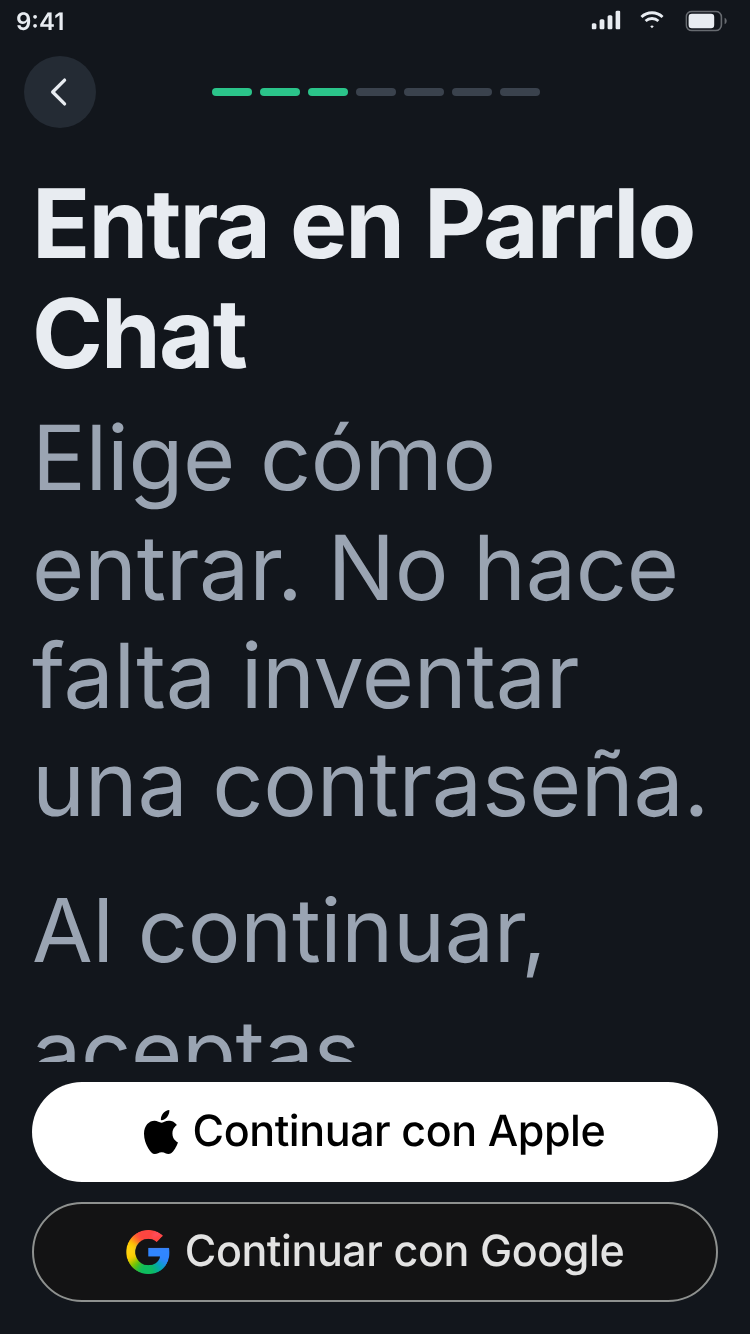 9:41
Entra en Parrlo
Chat
Elige cómo
entrar. No hace
falta inventar
una contraseña.
Al continuar,
aceptas
Continuar con Apple
Continuar con Google